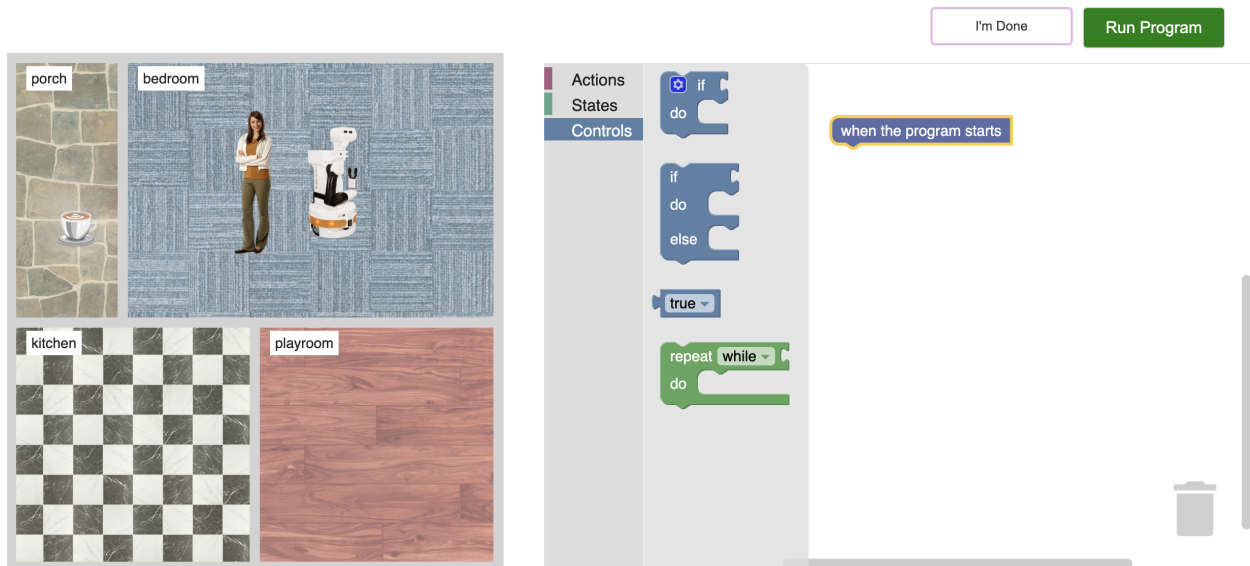 I'm Done
Run Program
porch
bedroom
kitchen
playroom
Actions
States
Controls
if
do
if
do
else
true
repeat while
do
when the program starts